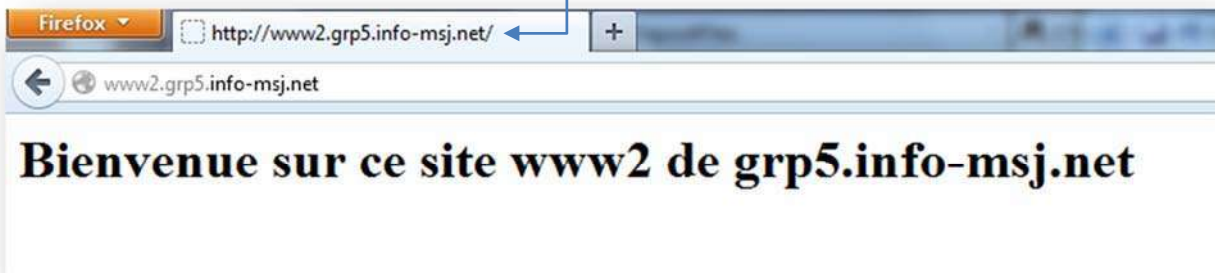 Firefox
http://www2.grp5.info-msj.net/
www2.grp5.info-msj.net
Bienvenue sur ce site www2 de grp5.info-msj.net